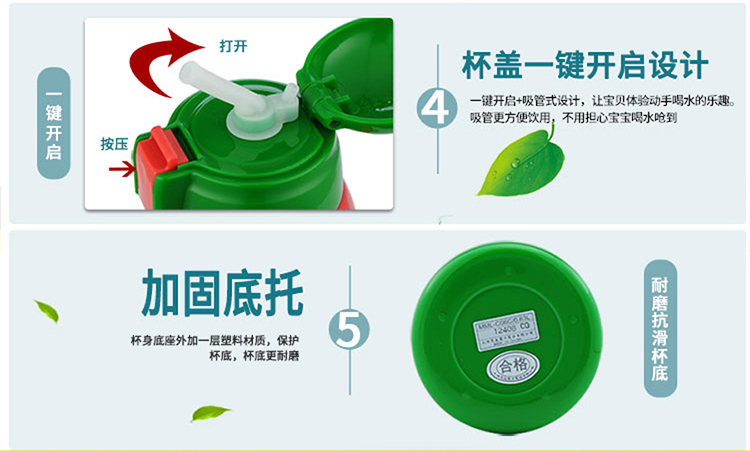 一键开启
打开
按压
4
杯盖一键开启设计
一键开启+吸管式设计，让宝贝体验动手喝水的乐趣。
吸管更方便饮用，不用担心宝宝喝水呛到
加固底托
杯身底座外加一层塑料材质，保护
杯底，杯底更耐磨
5
12408 CQ
合格
耐磨抗滑杯底